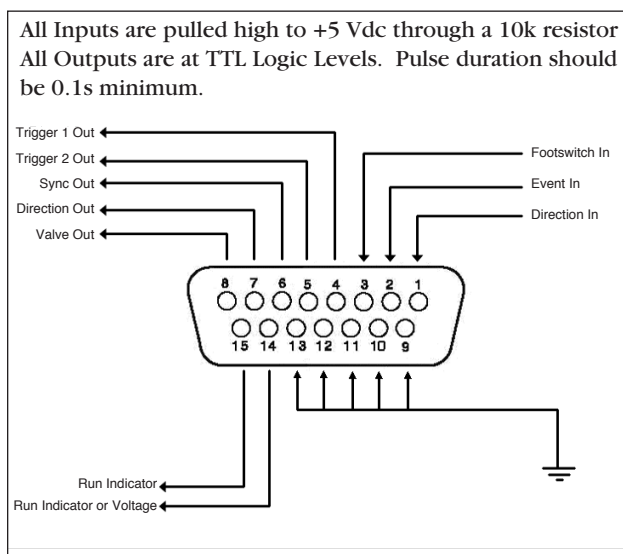 All Inputs are pulled high to +5 Vdc through a 10k resistor
All Outputs are at TTL Logic Levels.  Pulse duration should
be 0.1s minimum.
Trigger 1 Out
Trigger 2 Out
Sync Out
Direction Out
Valve Out
Footswitch In
Event In
Direction In
8 7 6 5 4 3 2 1
15 14 13 12 11 10 9
Run Indicator
Run Indicator or Voltage